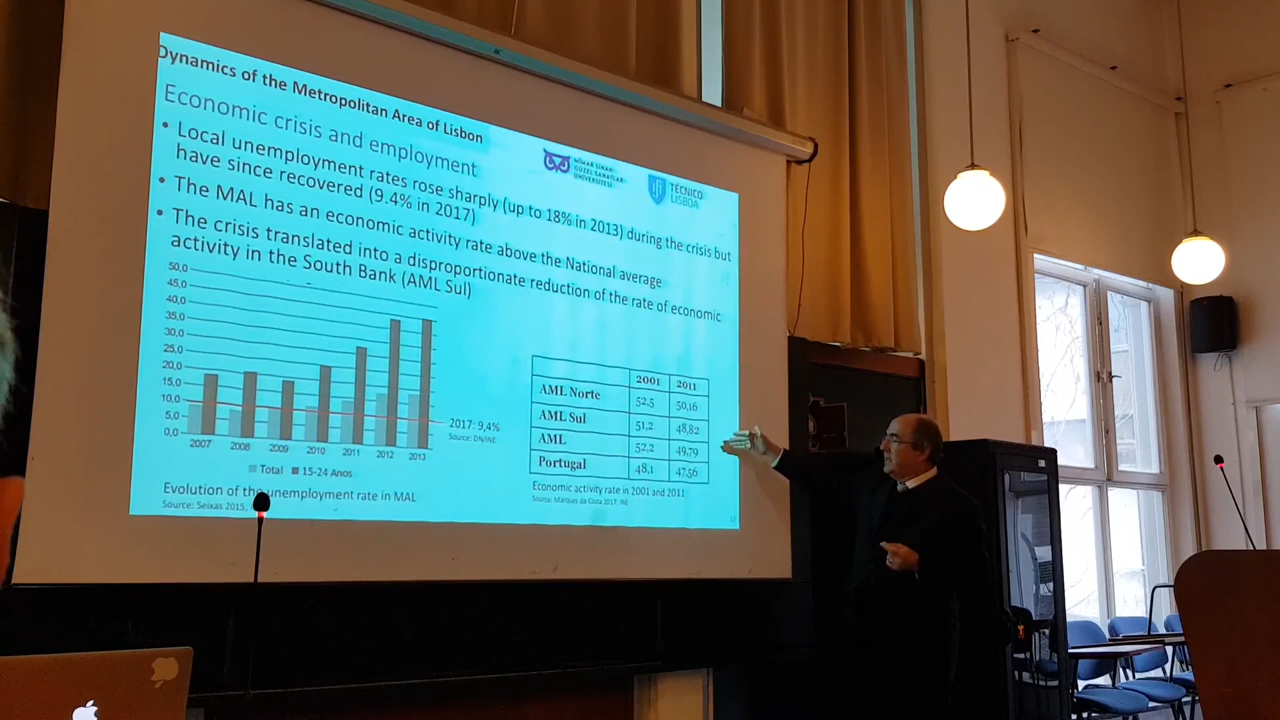 Dynamics of the Metropolitan Area of Lisbon
Economic crisis and employment
MİMAR SİNAN
GÜZEL SANATLAR
ÜNİVERSİTESİ
TÉCNICO
LISBOA
• Local unemployment rates rose sharply (up to 18% in 2013) during the crisis but
have since recovered (9.4% in 2017)
• The MAL has an economic activity rate above the National average
• The crisis translated into a disproportionate reduction of the rate of economic
activity in the South Bank (AML Sul)
50,0
45,0
40,0
35,0
30,0
25,0
20,0
15,0
10,0
5,0
0,0
2007 2008 2009 2010 2011 2012 2013
2017: 9,4%
Source: DN/INE
Total 15-24 Anos
Evolution of the unemployment rate in MAL
Source: Seixas 2015,
2001 2011
AML Norte 52,5 50,16
AML Sul 51,2 48,82
AML 52,2 49,79
Portugal 48,1 47,56
Economic activity rate in 2001 and 2011
Source: Marques da Costa 2017, INE